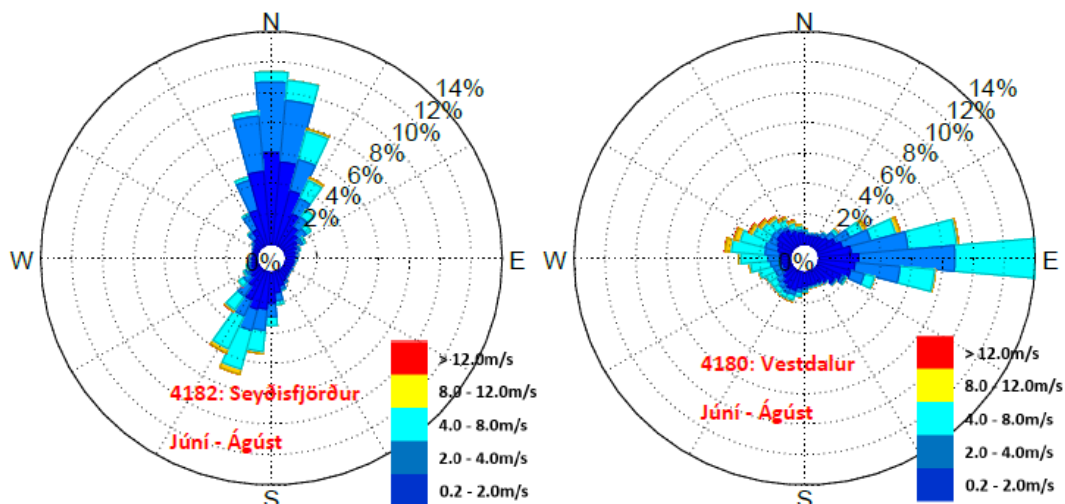 N
14%
12%
10%
8%
6%
4%
2%
0%
W
E
S
4182: Seyðisfjörður
Júní - Ágúst
> 12.0m/s
8.0 - 12.0m/s
4.0 - 8.0m/s
2.0 - 4.0m/s
0.2 - 2.0m/s
N
14%
12%
10%
8%
6%
4%
2%
0%
W
E
S
4180: Vestdalur
Júní - Ágúst
> 12.0m/s
8.0 - 12.0m/s
4.0 - 8.0m/s
2.0 - 4.0m/s
0.2 - 2.0m/s